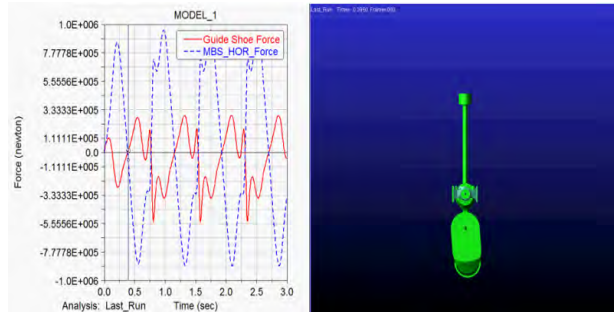 MODEL_1
1.0E+006
7.7778E+005
5.5556E+005
3.3333E+005
1.1111E+005
0.0
-1.1111E+005
-3.3333E+005
-5.5556E+005
-7.7778E+005
-1.0E+006
Force (newton)
Guide Shoe Force
MBS_HOR_Force
0.0 0.5 1.0 1.5 2.0 2.5 3.0
Analysis: Last_Run Time (sec)
Last_Run Time=